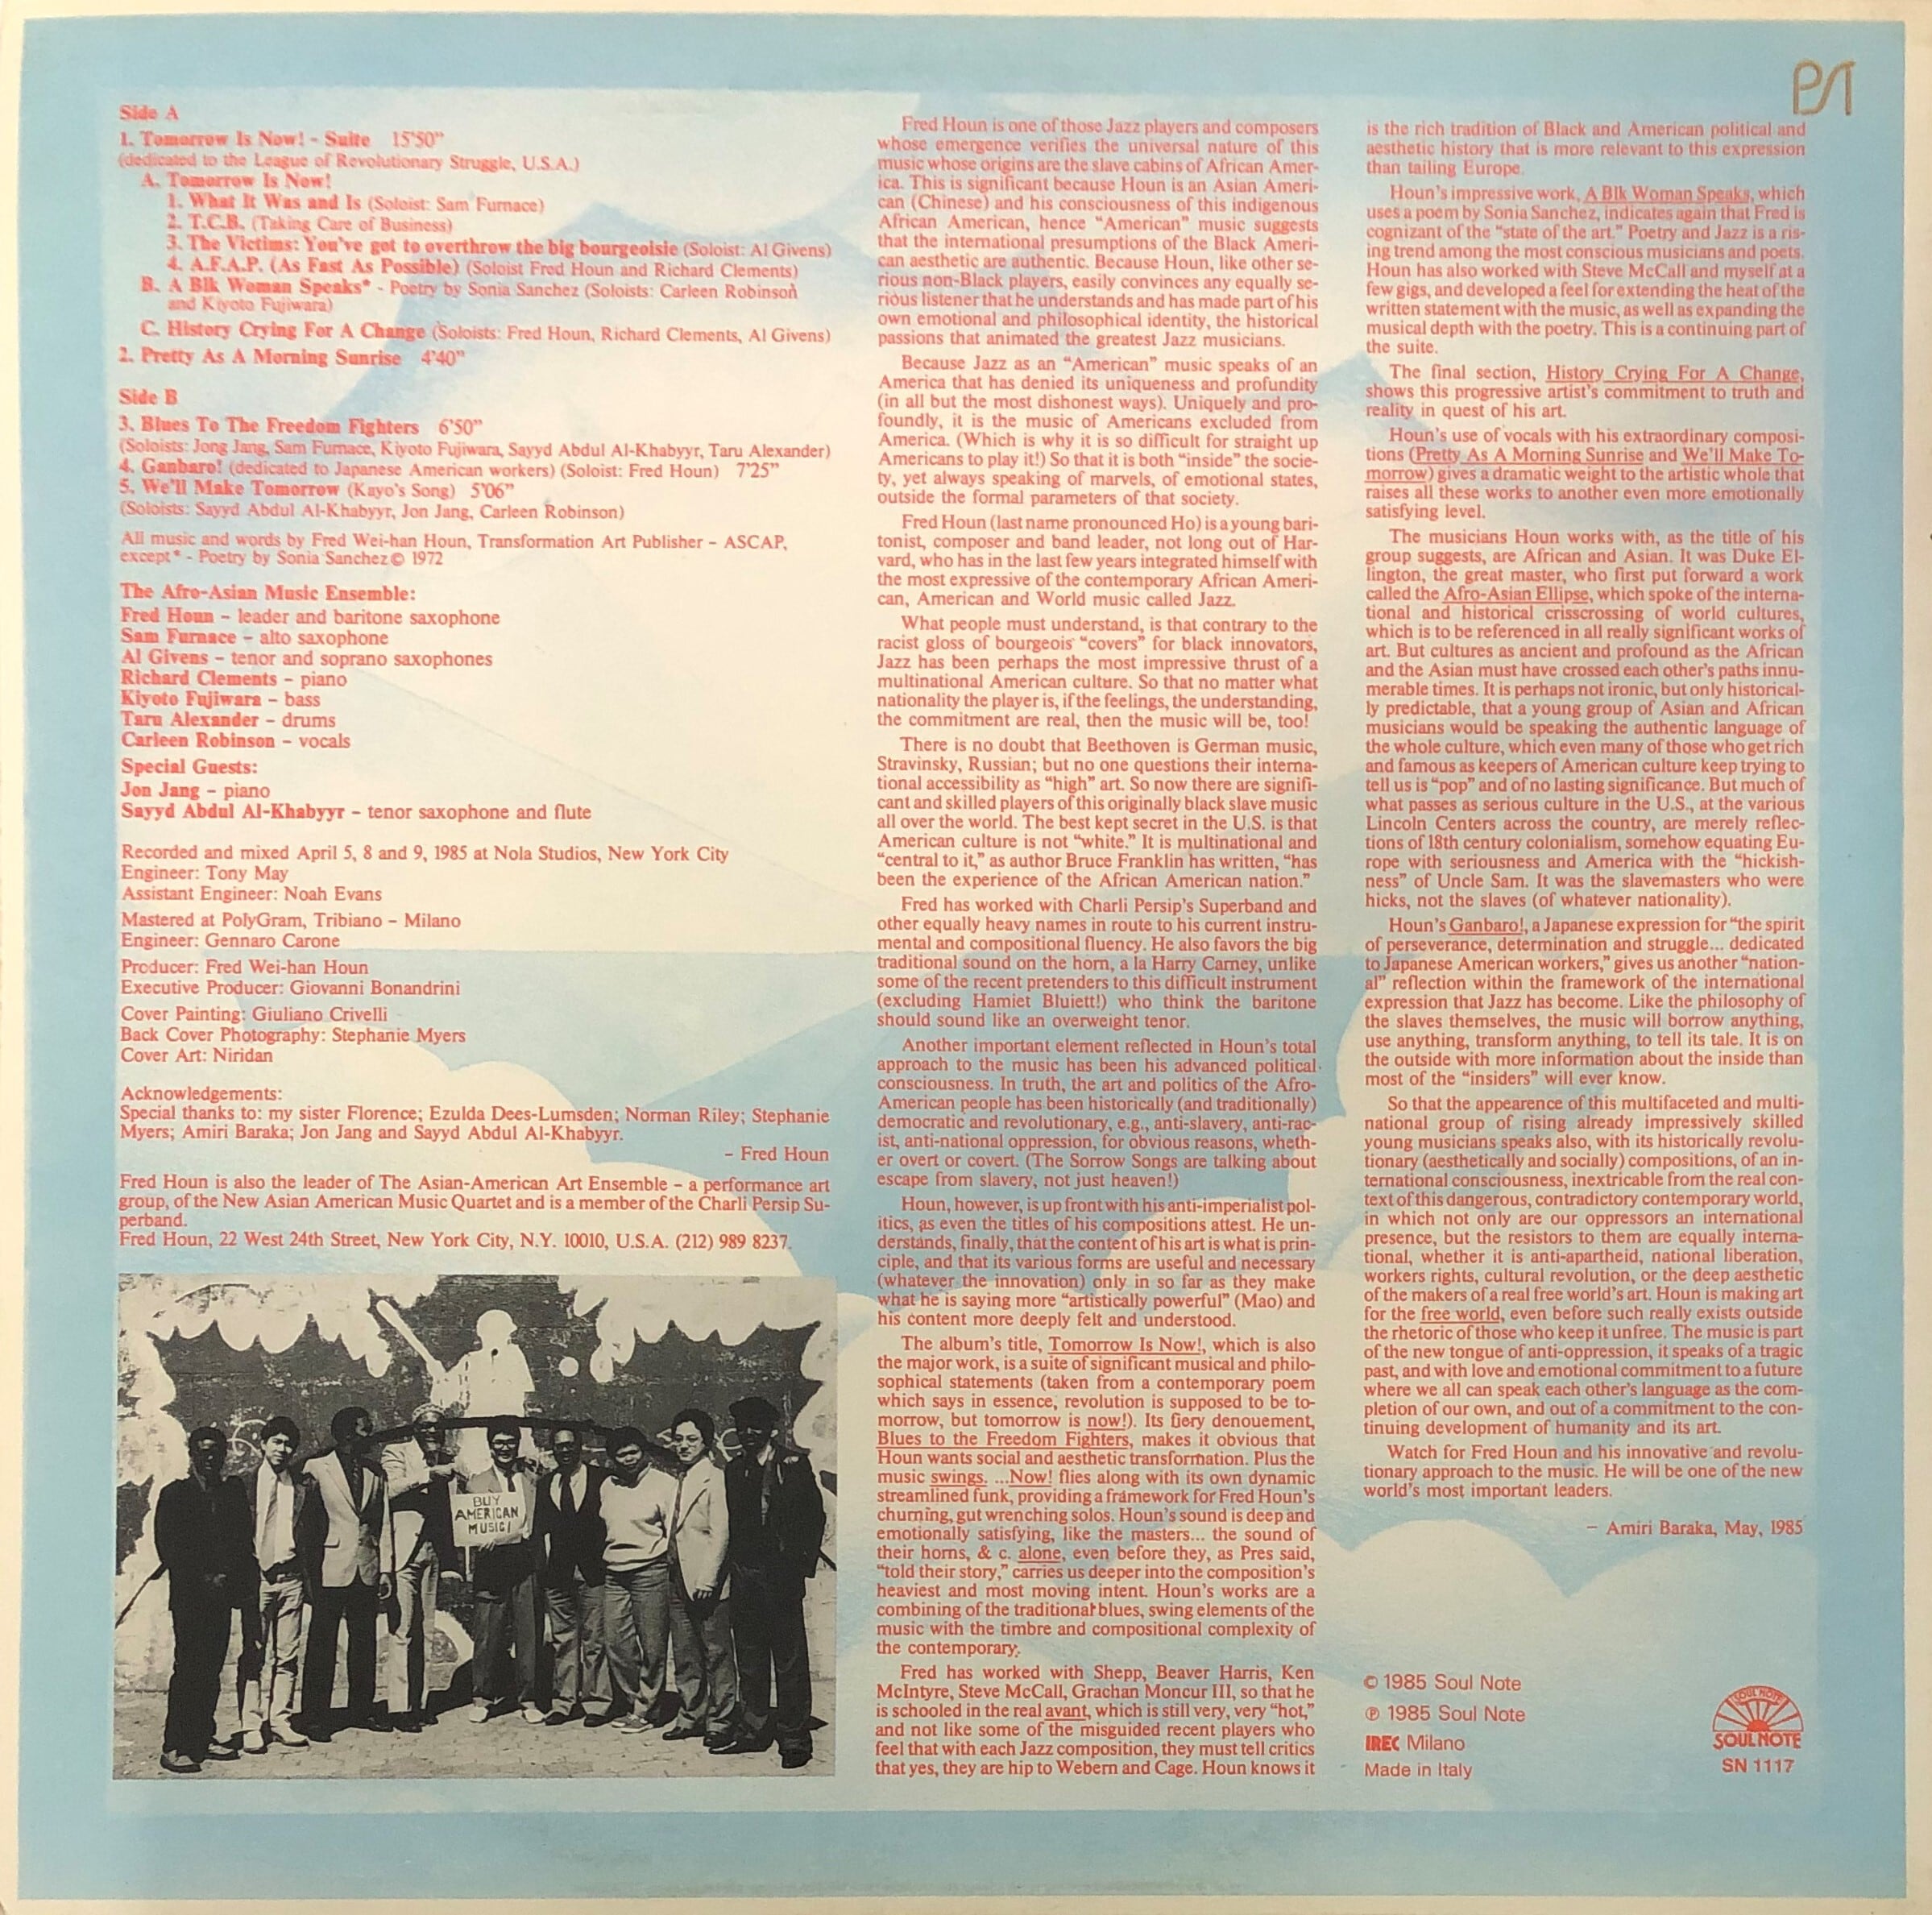 Side A
1. Tomorrow Is Now! - Suite 15'50"
(dedicated to the League of Revolutionary Struggle, U.S.A.)
A. Tomorrow Is Now!
1. What It Was and Is (Soloist: Sam Furnace)
2. T.C.B. (Taking Care of Business)
3. The Victims: You've got to overthrow the big bourgeoisie (Soloist: Al Givens)
4. A.F.A.P. (As Fast As Possible) (Soloist Fred Houn and Richard Clements)
B. A Blk Woman Speaks* - Poetry by Sonia Sanchez (Soloists: Carleen Robinson
and Kiyoto Fujiwara)
C. History Crying For A Change (Soloists: Fred Houn, Richard Clements, Al Givens)
2. Pretty As A Morning Sunrise 4'40"
Side B
3. Blues To The Freedom Fighters 6'50"
(Soloists: Jong Jang, Sam Furnace, Kiyoto Fujiwara, Sayyd Abdul Al-Khabyyr, Taru Alexander)
4. Ganbaro! (dedicated to Japanese American workers) (Soloist: Fred Houn) 7'25"
5. We'll Make Tomorrow (Kayo's Song) 5'06"
(Soloists: Sayyd Abdul Al-Khabyyr, Jon Jang, Carleen Robinson)
All music and words by Fred Wei-han Houn, Transformation Art Publisher - ASCAP,
except* - Poetry by Sonia Sanchez © 1972
The Afro-Asian Music Ensemble:
Fred Houn - leader and baritone saxophone
Sam Furnace - alto saxophone
Al Givens - tenor and soprano saxophones
Richard Clements - piano
Kiyoto Fujiwara - bass
Taru Alexander - drums
Carleen Robinson - vocals
Special Guests:
Jon Jang - piano
Sayyd Abdul Al-Khabyyr - tenor saxophone and flute
Recorded and mixed April 5, 8 and 9, 1985 at Nola Studios, New York City
Engineer: Tony May
Assistant Engineer: Noah Evans
Mastered at PolyGram, Tribiano - Milano
Engineer: Gennaro Carone
Producer: Fred Wei-han Houn
Executive Producer: Giovanni Bonandrini
Cover Painting: Giuliano Crivelli
Back Cover Photography: Stephanie Myers
Cover Art: Niridan
Acknowledgements:
Special thanks to: my sister Florence; Ezulda Dees-Lumsden; Norman Riley; Stephanie
Myers; Amiri Baraka; Jon Jang and Sayyd Abdul Al-Khabyyr.
- Fred Houn
Fred Houn is also the leader of The Asian-American Art Ensemble - a performance art
group, of the New Asian American Music Quartet and is a member of the Charli Persip Su-
perband.
Fred Houn, 22 West 24th Street, New York City, N.Y. 10010, U.S.A. (212) 989 8237.
BUY
AMERICAN
MUSIC!
Fred Houn is one of those Jazz players and composers
whose emergence verifies the universal nature of this
music whose origins are the slave cabins of African Amer-
ica. This is significant because Houn is an Asian Ameri-
can (Chinese) and his consciousness of this indigenous
African American, hence "American" music suggests
that the international presumptions of the Black Ameri-
can aesthetic are authentic. Because Houn, like other se-
rious non-Black players, easily convinces any equally se-
rious listener that he understands and has made part of his
own emotional and philosophical identity, the historical
passions that animated the greatest Jazz musicians.
Because Jazz as an "American" music speaks of an
America that has denied its uniqueness and profundity
(in all but the most dishonest ways). Uniquely and pro-
foundly, it is the music of Americans excluded from
America. (Which is why it is so difficult for straight up
Americans to play it!) So that it is both "inside" the socie-
ty, yet always speaking of marvels, of emotional states,
outside the formal parameters of that society.
Fred Houn (last name pronounced Ho) is a young bari-
tonist, composer and band leader, not long out of Har-
vard, who has in the last few years integrated himself with
the most expressive of the contemporary African Ameri-
can, American and World music called Jazz.
What people must understand, is that contrary to the
racist gloss of bourgeois "covers" for black innovators,
Jazz has been perhaps the most impressive thrust of a
multinational American culture. So that no matter what
nationality the player is, if the feelings, the understanding,
the commitment are real, then the music will be, too!
There is no doubt that Beethoven is German music,
Stravinsky, Russian; but no one questions their interna-
tional accessibility as "high" art. So now there are signifi-
cant and skilled players of this originally black slave music
all over the world. The best kept secret in the U.S. is that
American culture is not "white." It is multinational and
"central to it," as author Bruce Franklin has written, "has
been the experience of the African American nation."
Fred has worked with Charli Persip's Superband and
other equally heavy names in route to his current instru-
mental and compositional fluency. He also favors the big
traditional sound on the horn, a la Harry Carney, unlike
some of the recent pretenders to this difficult instrument
(excluding Hamiet Bluiett!) who think the baritone
should sound like an overweight tenor.
Another important element reflected in Houn's total
approach to the music has been his advanced political
consciousness. In truth, the art and politics of the Afro-
American people has been historically (and traditionally)
democratic and revolutionary, e.g., anti-slavery, anti-rac-
ist, anti-national oppression, for obvious reasons, wheth-
er overt or covert. (The Sorrow Songs are talking about
escape from slavery, not just heaven!)
Houn, however, is up front with his anti-imperialist pol-
itics, as even the titles of his compositions attest. He un-
derstands, finally, that the content of his art is what is prin-
ciple, and that its various forms are useful and necessary
(whatever the innovation) only in so far as they make
what he is saying more "artistically powerful" (Mao) and
his content more deeply felt and understood.
The album's title, Tomorrow Is Now!, which is also
the major work, is a suite of significant musical and philo-
sophical statements (taken from a contemporary poem
which says in essence, revolution is supposed to be to-
morrow, but tomorrow is now!). Its fiery denouement,
Blues to the Freedom Fighters, makes it obvious that
Houn wants social and aesthetic transformation. Plus the
music swings. ...Now! flies along with its own dynamic
streamlined funk, providing a framework for Fred Houn's
churning, gut wrenching solos. Houn's sound is deep and
emotionally satisfying, like the masters... the sound of
their horns, & c. alone, even before they, as Pres said,
"told their story," carries us deeper into the composition's
heaviest and most moving intent. Houn's works are a
combining of the traditional blues, swing elements of the
music with the timbre and compositional complexity of
the contemporary.
Fred has worked with Shepp, Beaver Harris, Ken
McIntyre, Steve McCall, Grachan Moncur III, so that he
is schooled in the real avant, which is still very, very "hot,"
and not like some of the misguided recent players who
feel that with each Jazz composition, they must tell critics
that yes, they are hip to Webern and Cage. Houn knows it
is the rich tradition of Black and American political and
aesthetic history that is more relevant to this expression
than tailing Europe.
Houn's impressive work, A Blk Woman Speaks, which
uses a poem by Sonia Sanchez, indicates again that Fred is
cognizant of the "state of the art." Poetry and Jazz is a ris-
ing trend among the most conscious musicians and poets.
Houn has also worked with Steve McCall and myself at a
few gigs, and developed a feel for extending the heat of the
written statement with the music, as well as expanding the
musical depth with the poetry. This is a continuing part of
the suite.
The final section, History Crying For A Change,
shows this progressive artist's commitment to truth and
reality in quest of his art.
Houn's use of vocals with his extraordinary composi-
tions (Pretty As A Morning Sunrise and We'll Make To-
morrow) gives a dramatic weight to the artistic whole that
raises all these works to another even more emotionally
satisfying level.
The musicians Houn works with, as the title of his
group suggests, are African and Asian. It was Duke El-
lington, the great master, who first put forward a work
called the Afro-Asian Ellipse, which spoke of the interna-
tional and historical crisscrossing of world cultures,
which is to be referenced in all really significant works of
art. But cultures as ancient and profound as the African
and the Asian must have crossed each other's paths innu-
merable times. It is perhaps not ironic, but only historical-
ly predictable, that a young group of Asian and African
musicians would be speaking the authentic language of
the whole culture, which even many of those who get rich
and famous as keepers of American culture keep trying to
tell us is "pop" and of no lasting significance. But much of
what passes as serious culture in the U.S., at the various
Lincoln Centers across the country, are merely reflec-
tions of 18th century colonialism, somehow equating Eu-
rope with seriousness and America with the "hickish-
ness" of Uncle Sam. It was the slavemasters who were
hicks, not the slaves (of whatever nationality).
Houn's Ganbaro!, a Japanese expression for "the spirit
of perseverance, determination and struggle... dedicated
to Japanese American workers," gives us another "nation-
al" reflection within the framework of the international
expression that Jazz has become. Like the philosophy of
the slaves themselves, the music will borrow anything,
use anything, transform anything, to tell its tale. It is on
the outside with more information about the inside than
most of the "insiders" will ever know.
So that the appearence of this multifaceted and multi-
national group of rising already impressively skilled
young musicians speaks also, with its historically revolu-
tionary (aesthetically and socially) compositions, of an in-
ternational consciousness, inextricable from the real con-
text of this dangerous, contradictory contemporary world,
in which not only are our oppressors an international
presence, but the resistors to them are equally interna-
tional, whether it is anti-apartheid, national liberation,
workers rights, cultural revolution, or the deep aesthetic
of the makers of a real free world's art. Houn is making art
for the free world, even before such really exists outside
the rhetoric of those who keep it unfree. The music is part
of the new tongue of anti-oppression, it speaks of a tragic
past, and with love and emotional commitment to a future
where we all can speak each other's language as the com-
pletion of our own, and out of a commitment to the con-
tinuing development of humanity and its art.
Watch for Fred Houn and his innovative and revolu-
tionary approach to the music. He will be one of the new
world's most important leaders.
- Amiri Baraka, May, 1985
© 1985 Soul Note
℗ 1985 Soul Note
IREC Milano
Made in Italy
SOUL NOTE
SOUL NOTE
SN 1117